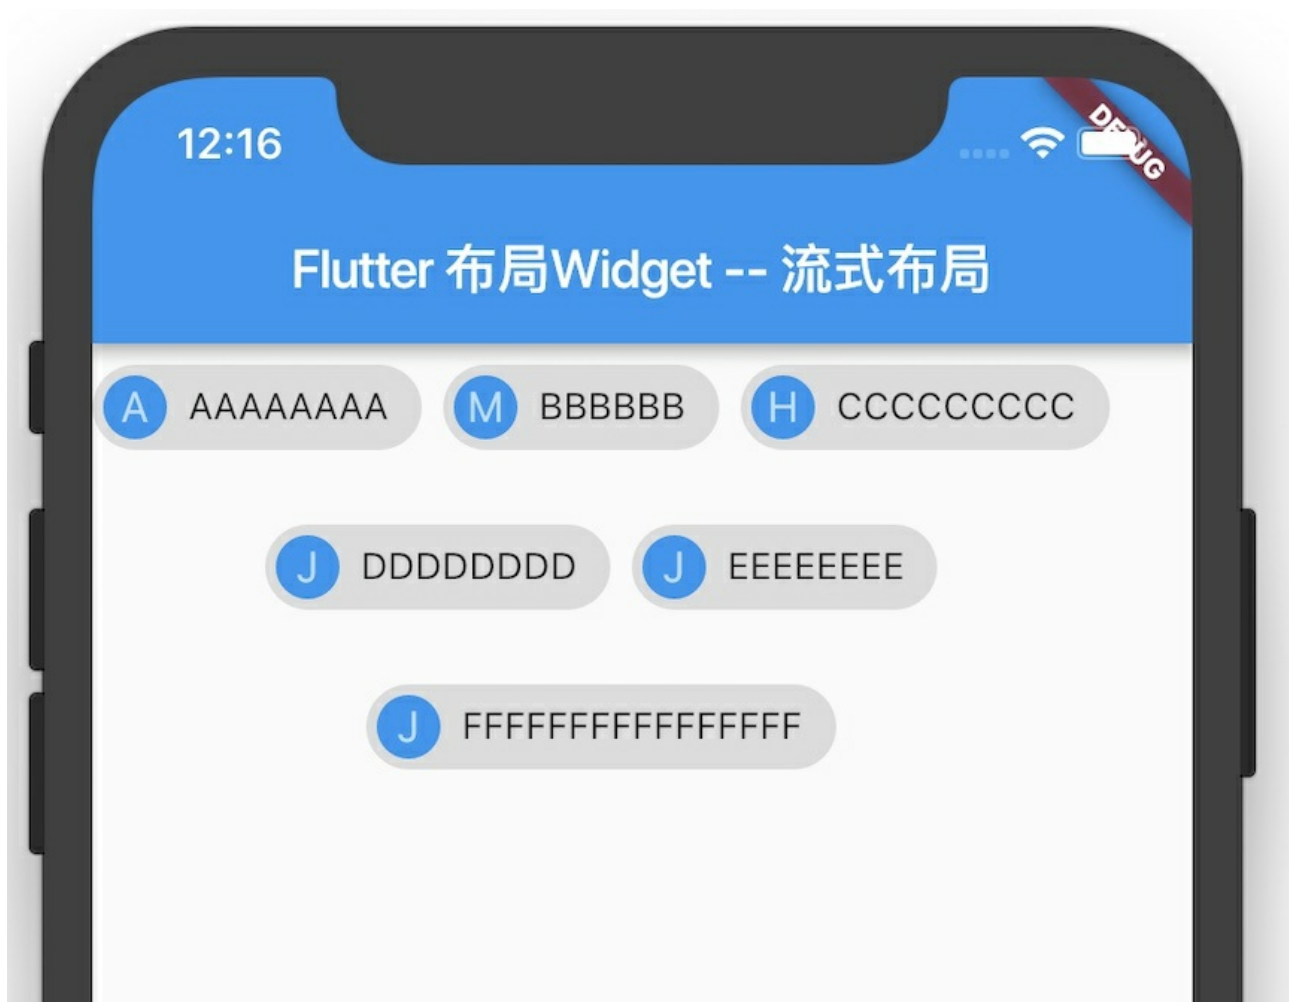 12:16
DEBUG
Flutter 布局Widget -- 流式布局
A AAAAAAAA M BBBBBB H CCCCCCCCC
J DDDDDDDD J EEEEEEEE
J FFFFFFFFFFFFFFFF